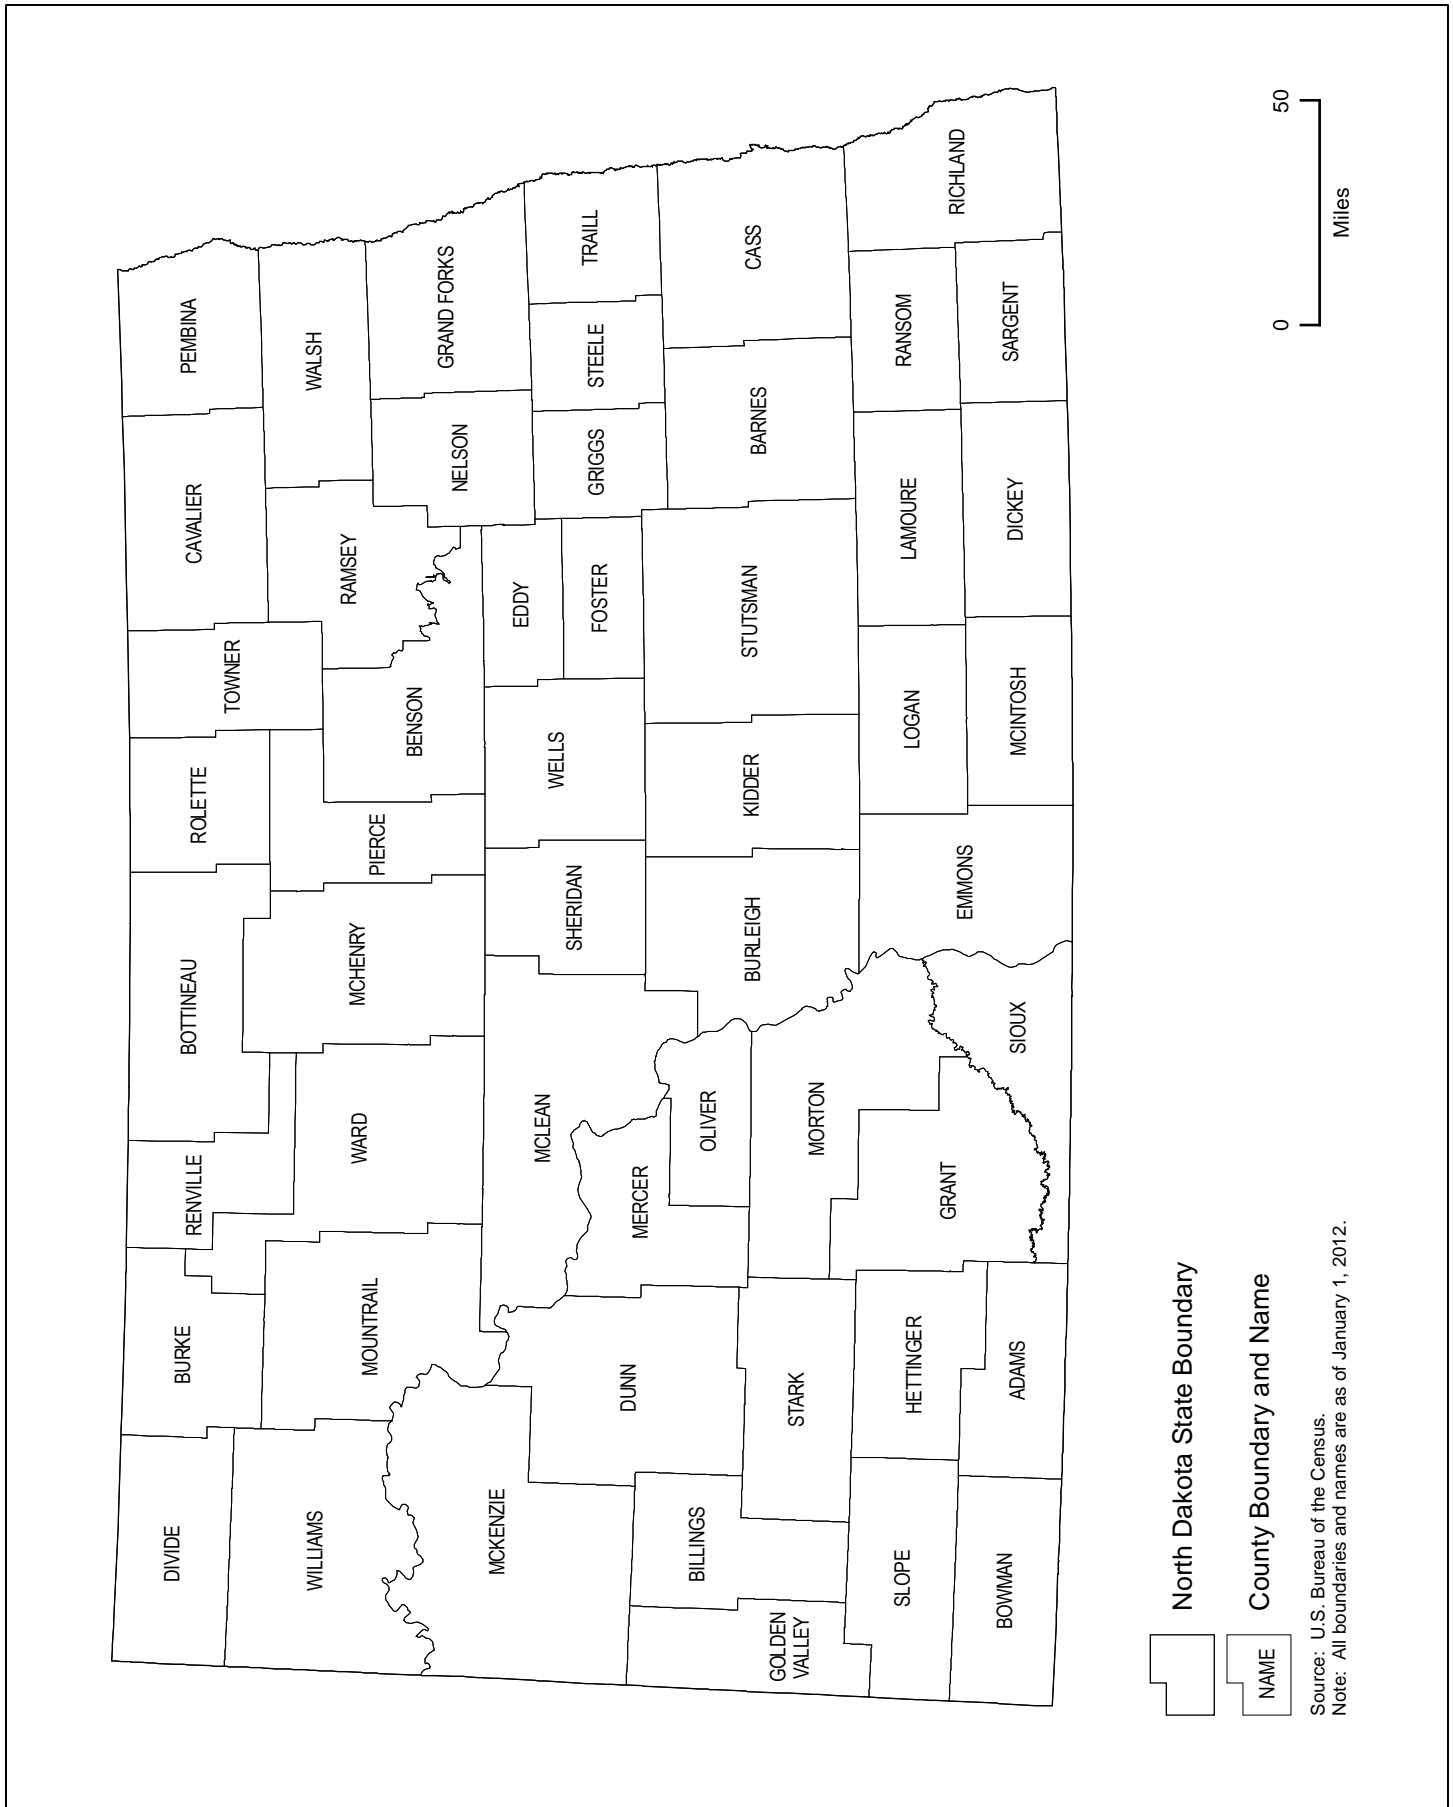 DIVIDE
BURKE
RENVILLE
BOTTINEAU
ROLETTE
TOWNER
CAVALIER
PEMBINA
WILLIAMS
MOUNTRAIL
WARD
MCHENRY
PIERCE
BENSON
RAMSEY
WALSH
NELSON
GRAND FORKS
MCKENZIE
DUNN
MERCER
MCLEAN
SHERIDAN
WELLS
EDDY
FOSTER
GRIGGS
STEELE
TRAILL
GOLDEN
VALLEY
BILLINGS
STARK
MORTON
OLIVER
BURLEIGH
KIDDER
STUTSMAN
BARNES
CASS
SLOPE
HETTINGER
GRANT
EMMONS
LOGAN
LAMOURE
RANSOM
RICHLAND
BOWMAN
ADAMS
SIOUX
MCINTOSH
DICKEY
SARGENT
North Dakota State Boundary
NAME
County Boundary and Name
0
50
Miles
Source: U.S. Bureau of the Census.
Note: All boundaries and names are as of January 1, 2012.